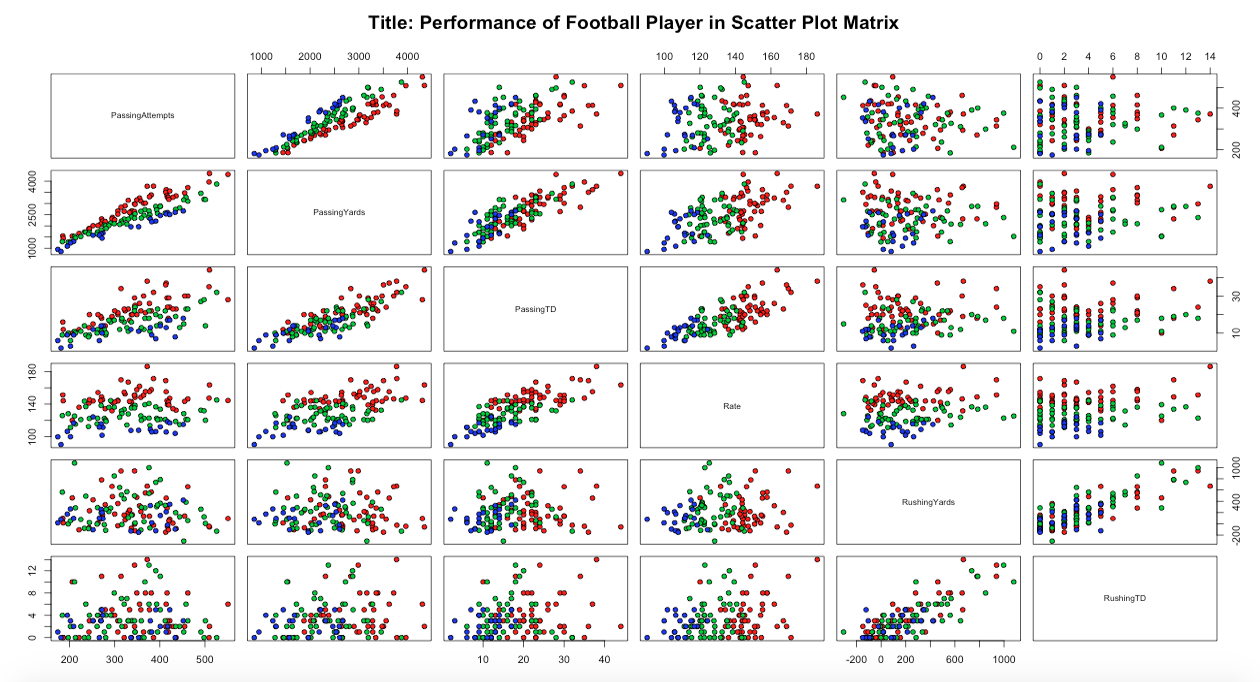 Title: Performance of Football Player in Scatter Plot Matrix
1000 2000 3000 4000
100 120 140 160 180
0 2 4 6 8 10 12 14
PassingAttempts
200 400
1000 2500 4000
PassingYards
PassingTD
10 30
100 140 180
Rate
RushingYards
-200 400 1000
0 4 8 12
RushingTD
200 300 400 500
10 20 30 40
-200 0 200 600 1000